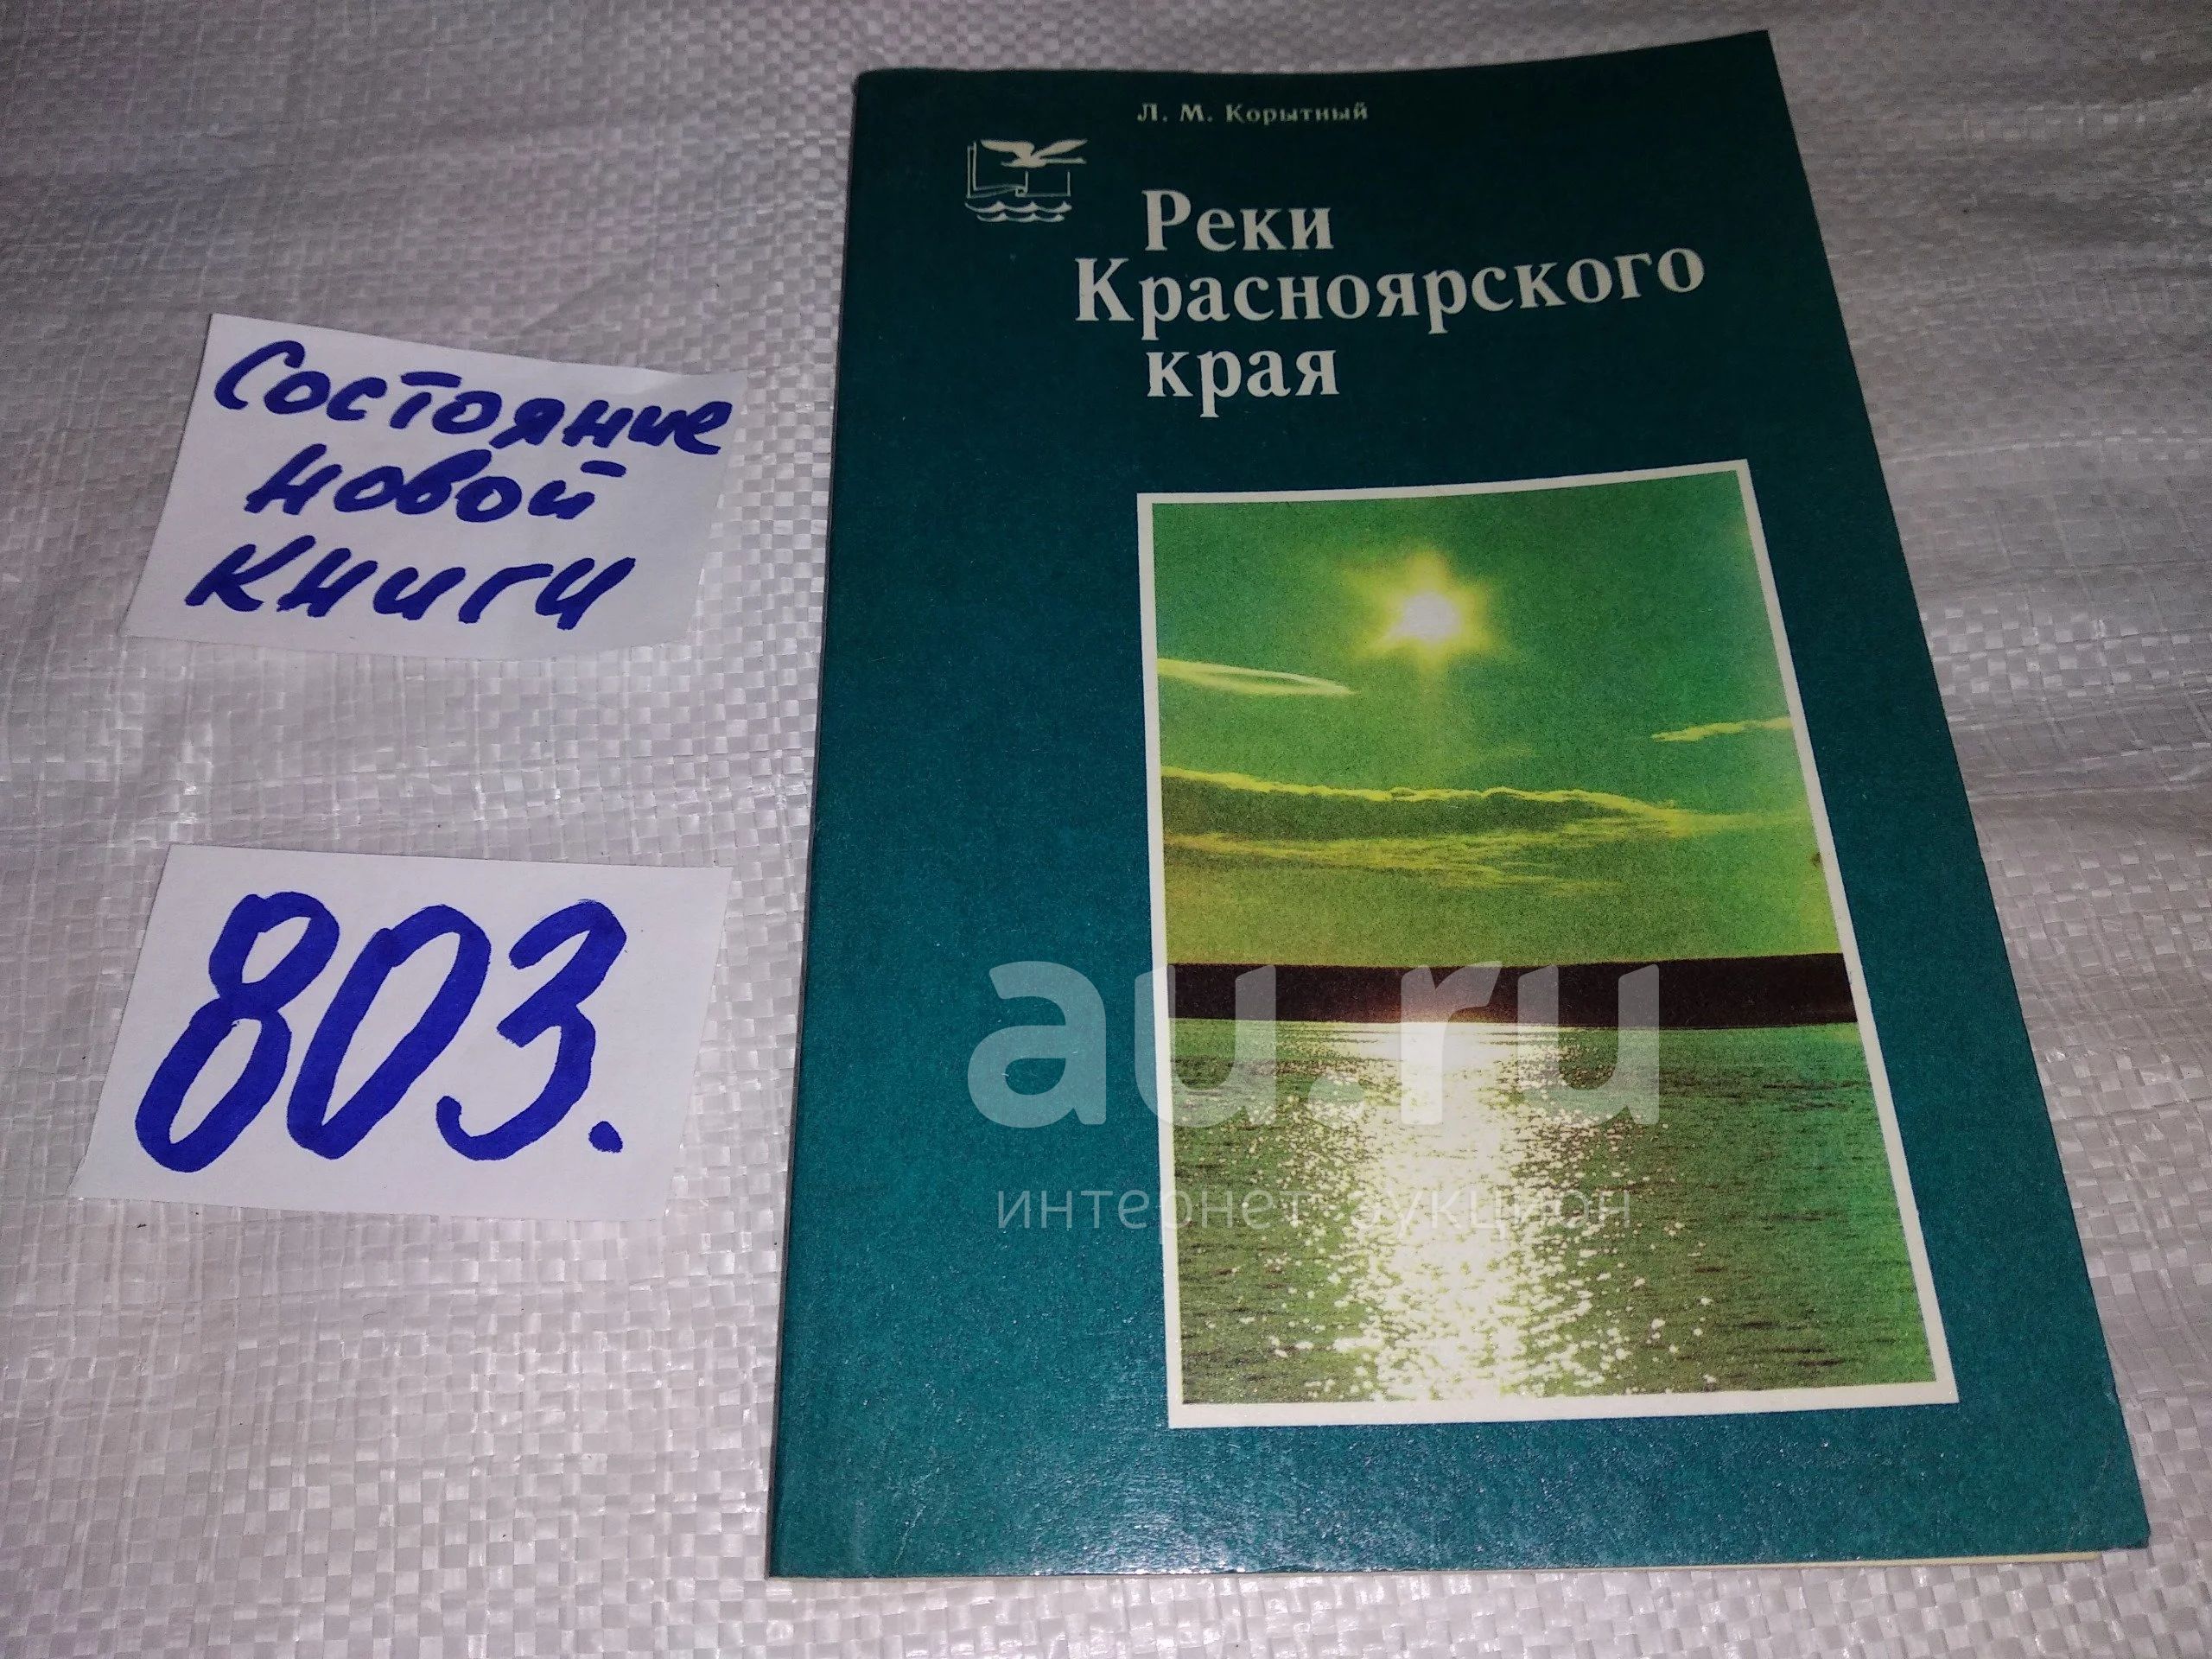 Л. М. Корытный
Реки
Красноярского
края
Состояние
новой
книги
803.
au.ru
интернет аукцион